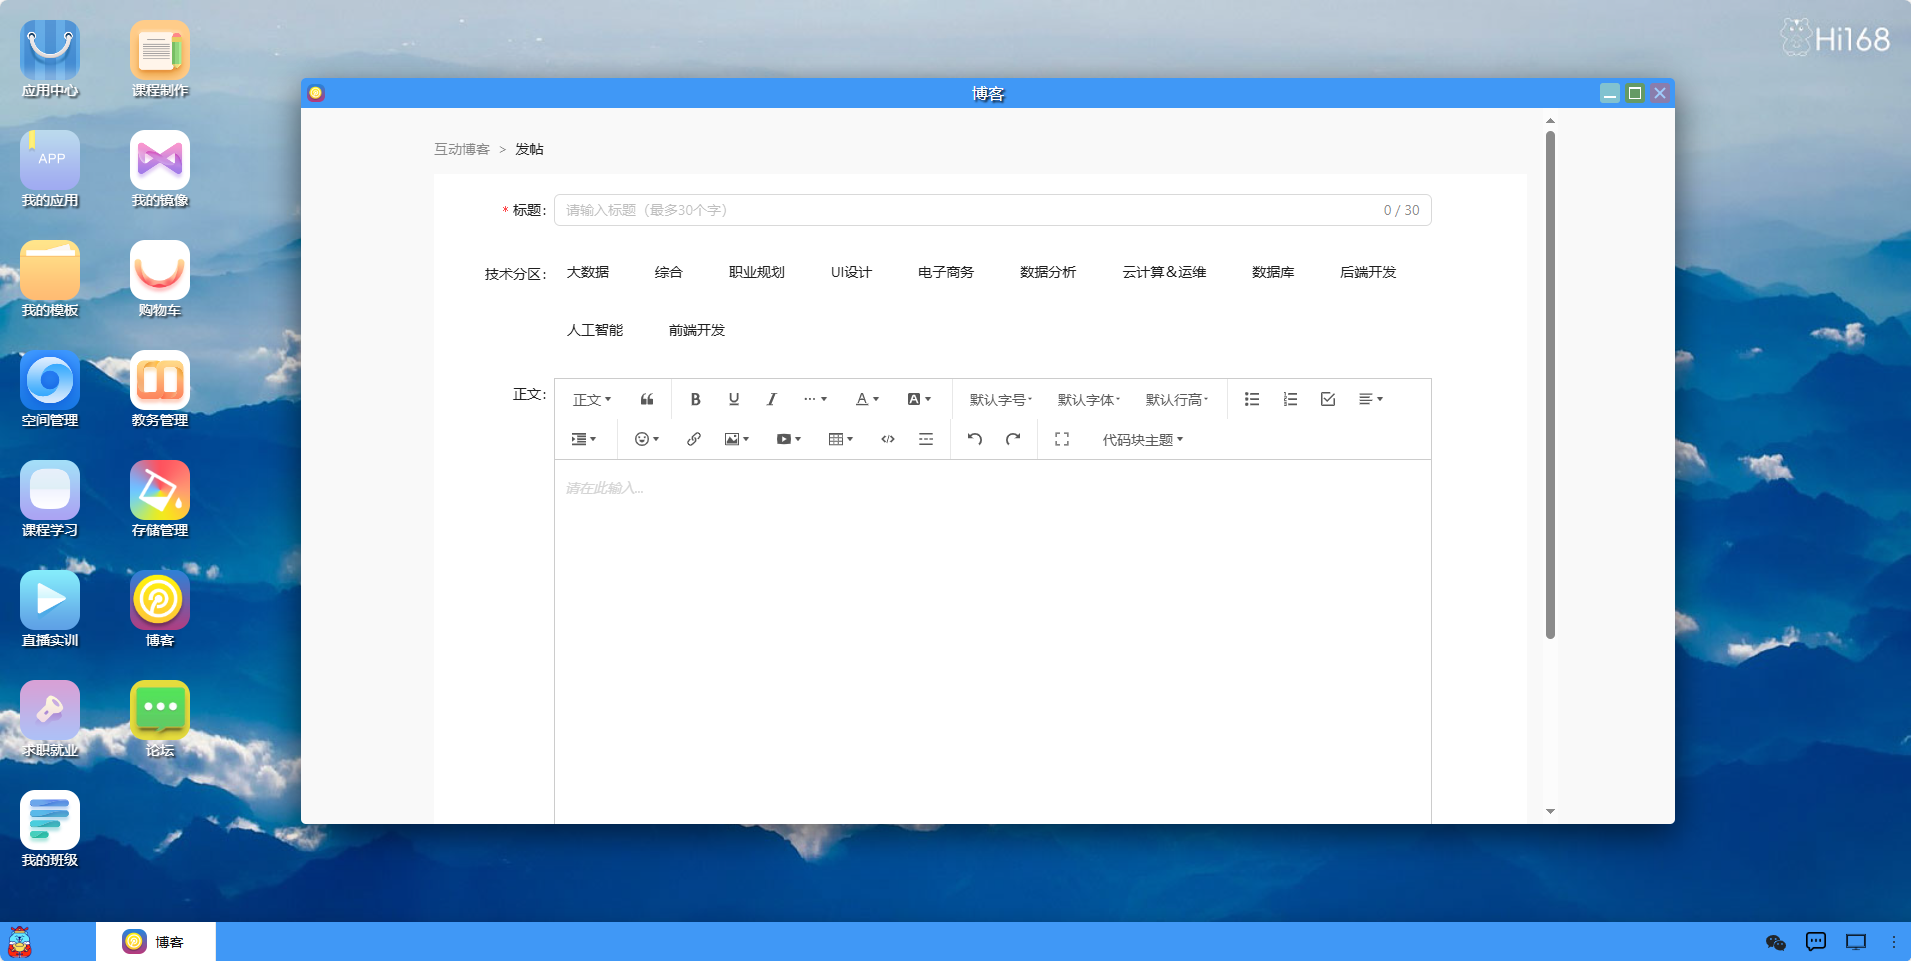 应用中心
课程制作
Hi168
APP
我的应用
我的镜像
我的模板
购物车
空间管理
教务管理
课程学习
存储管理
直播实训
博客
求职就业
论坛
我的班级
博客
互动博客 > 发帖
* 标题：
请输入标题（最多30个字）
0 / 30
技术分区：
大数据 综合 职业规划 UI设计 电子商务 数据分析 云计算&运维 数据库 后端开发
人工智能 前端开发
正文：
正文 B U I ··· A A 默认字号 默认字体 默认行高
代码块主题
请在此输入...
博客